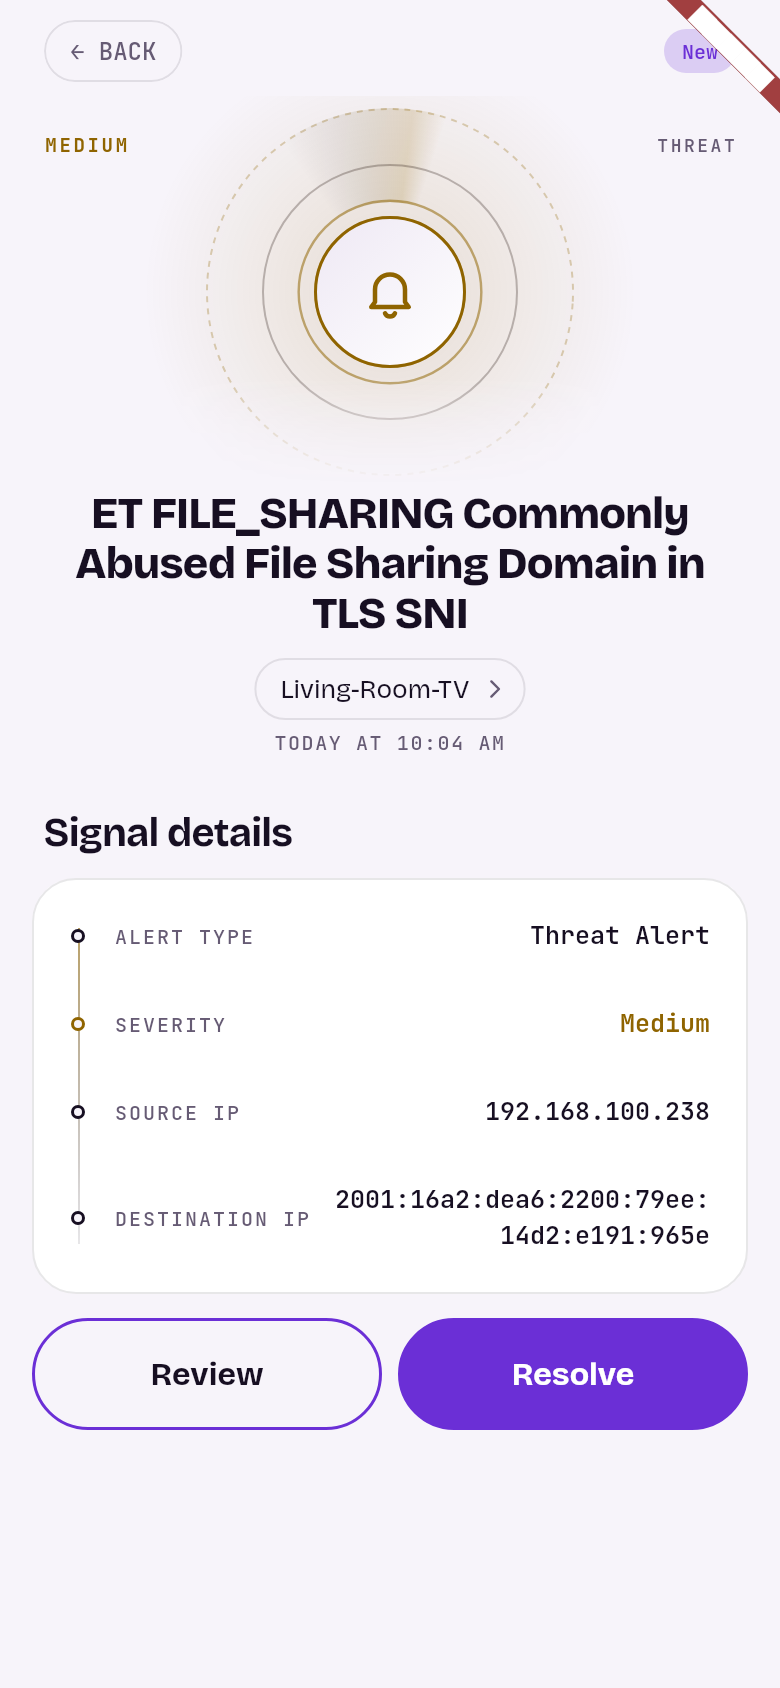 ← BACK
New
MEDIUM
THREAT
ET FILE_SHARING Commonly
Abused File Sharing Domain in
TLS SNI
Living-Room-TV
TODAY AT 10:04 AM
Signal details
ALERT TYPE
Threat Alert
SEVERITY
Medium
SOURCE IP
192.168.100.238
DESTINATION IP
2001:16a2:dea6:2200:79ee:
14d2:e191:965e
Review
Resolve